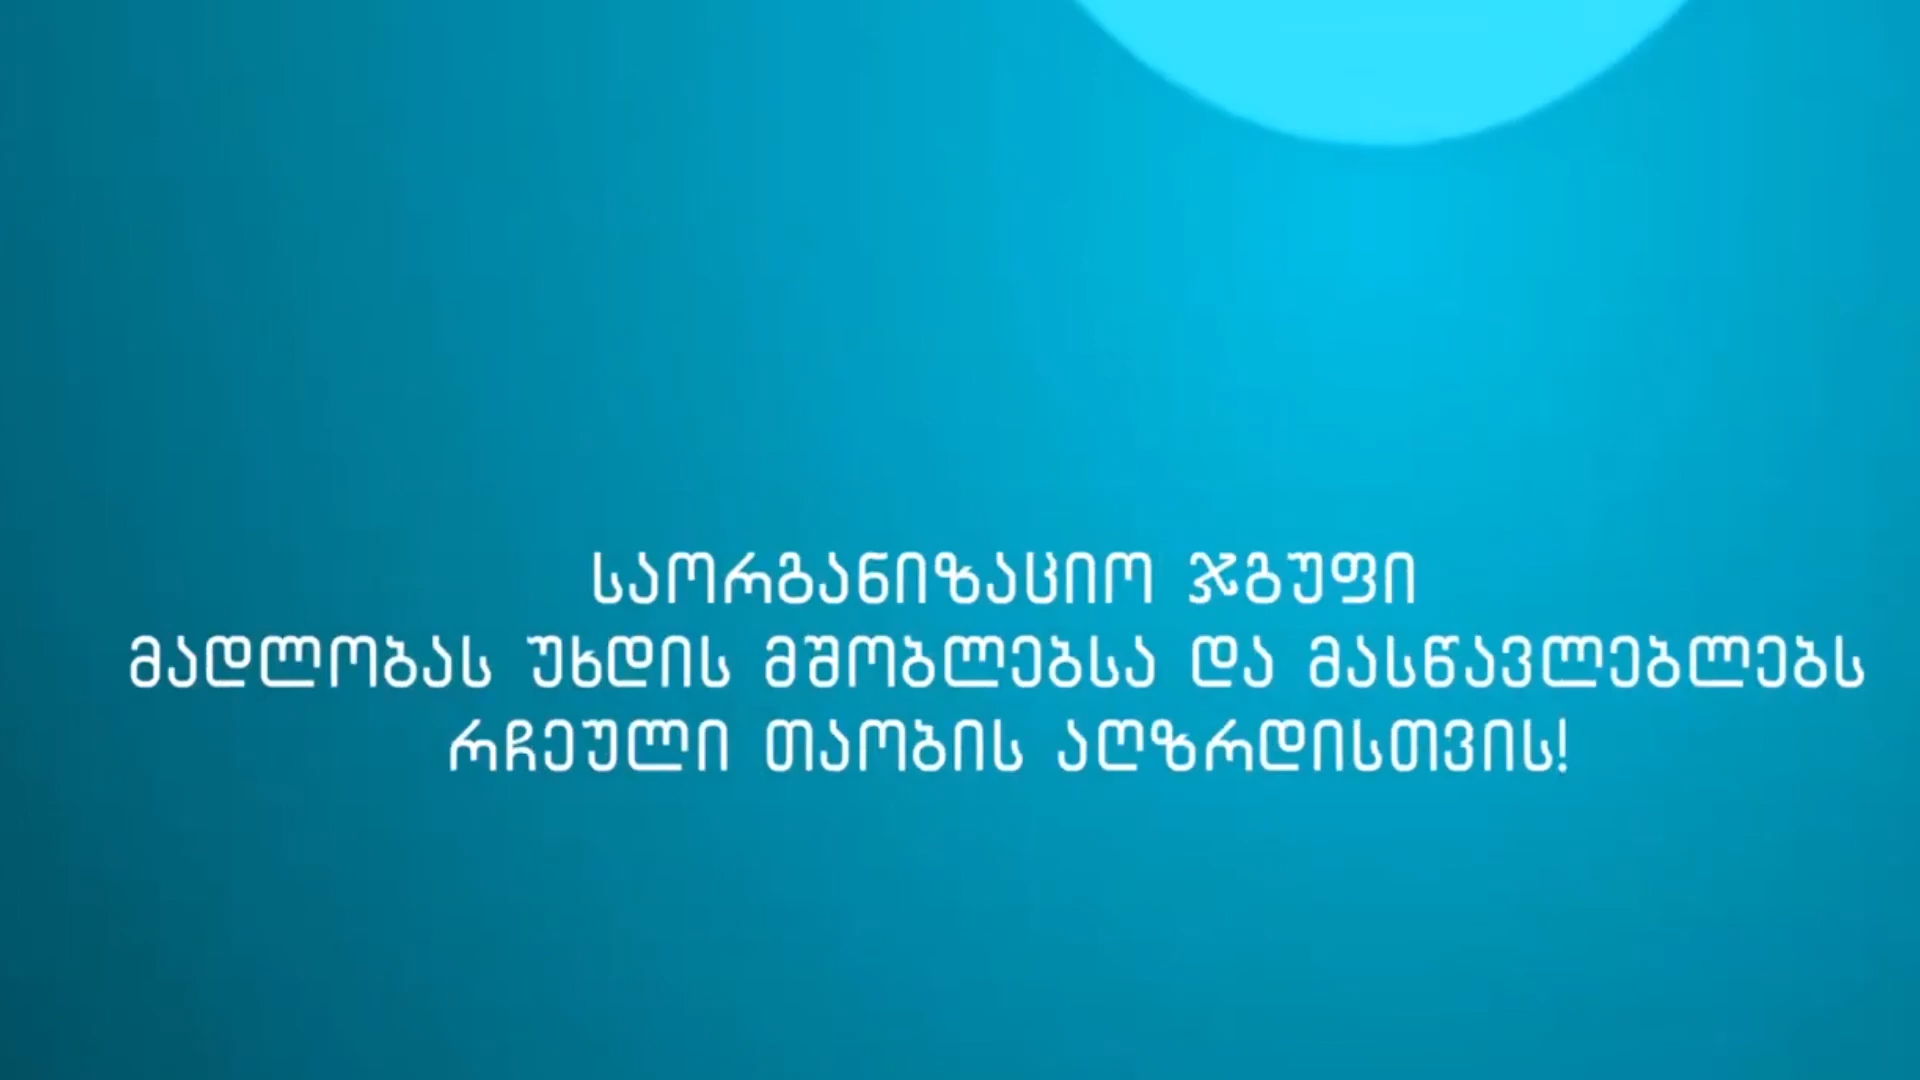 საორგანიზაციო ჯგუფი
მადლობას უხდის მშობლებსა და მასწავლებლებს
რჩეული თაობის აღზრდისთვის!